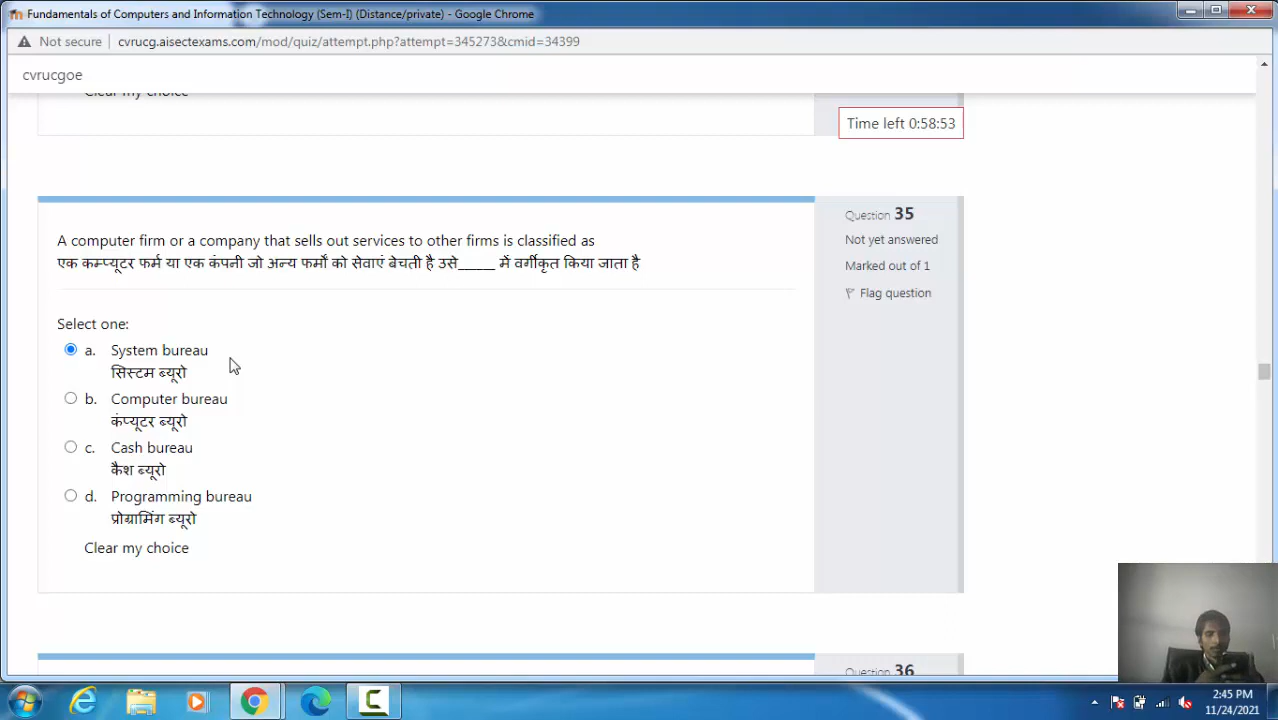 Fundamentals of Computers and Information Technology (Sem-I) (Distance/private) - Google Chrome
Not secure | cvrucg.aisectexams.com/mod/quiz/attempt.php?attempt=345273&cmid=34399
cvrucgoe
Clear my choice
Time left 0:58:53
Question 35
Not yet answered
Marked out of 1
Flag question
A computer firm or a company that sells out services to other firms is classified as
एक कम्प्यूटर फर्म या एक कंपनी जो अन्य फर्मों को सेवाएं बेचती है उसे______ में वर्गीकृत किया जाता है
Select one:
a. System bureau
सिस्टम ब्यूरो
b. Computer bureau
कंप्यूटर ब्यूरो
c. Cash bureau
कैश ब्यूरो
d. Programming bureau
प्रोग्रामिंग ब्यूरो
Clear my choice
Question 36
2:45 PM
11/24/2021